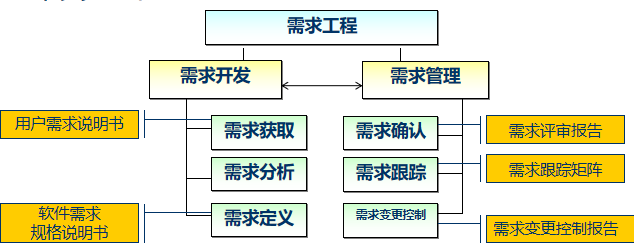 需求工程
需求开发
需求管理
用户需求说明书
需求获取
需求确认
需求评审报告
需求分析
需求跟踪
需求跟踪矩阵
软件需求
规格说明书
需求定义
需求变更控制
需求变更控制报告